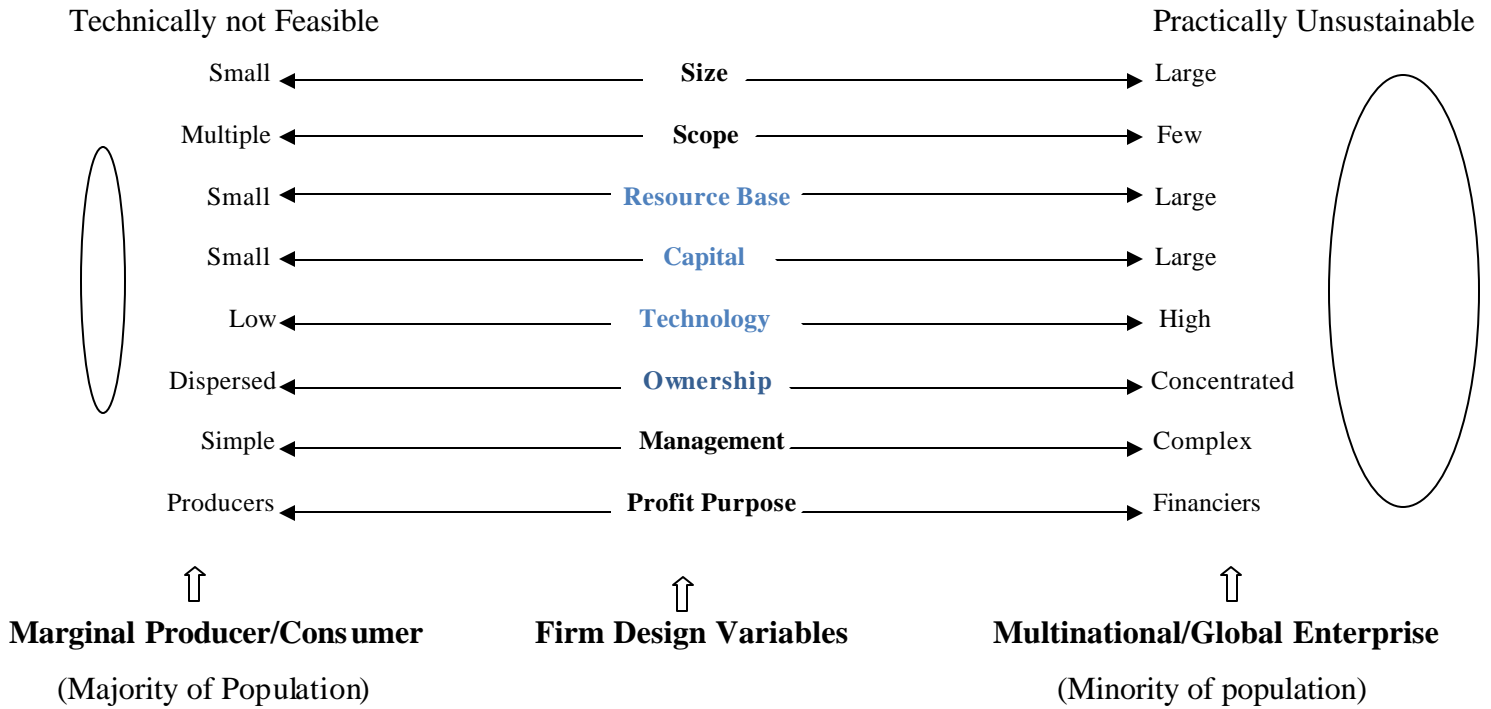 Technically not Feasible Practically Unsustainable
Small Size Large
Multiple Scope Few
Small Resource Base Large
Small Capital Large
Low Technology High
Dispersed Ownership Concentrated
Simple Management Complex
Producers Profit Purpose Financiers
Marginal Producer/Consumer Firm Design Variables Multinational/Global Enterprise
(Majority of Population) (Minority of population)